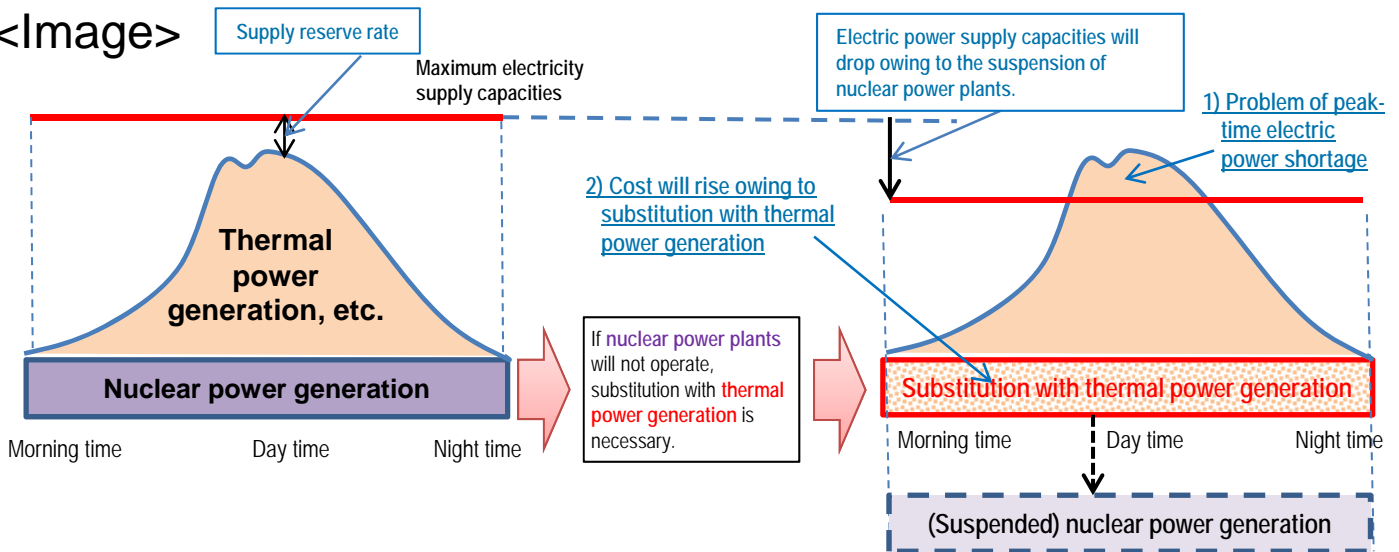 <Image>
Supply reserve rate
Maximum electricity
supply capacities
Thermal
power
generation, etc.
Nuclear power generation
Morning time
Day time
Night time
2) Cost will rise owing to
substitution with thermal
power generation
If nuclear power plants
will not operate,
substitution with thermal
power generation is
necessary.
Electric power supply capacities will
drop owing to the suspension of
nuclear power plants.
1) Problem of peak-
time electric
power shortage
Substitution with thermal power generation
Morning time
Day time
Night time
(Suspended) nuclear power generation